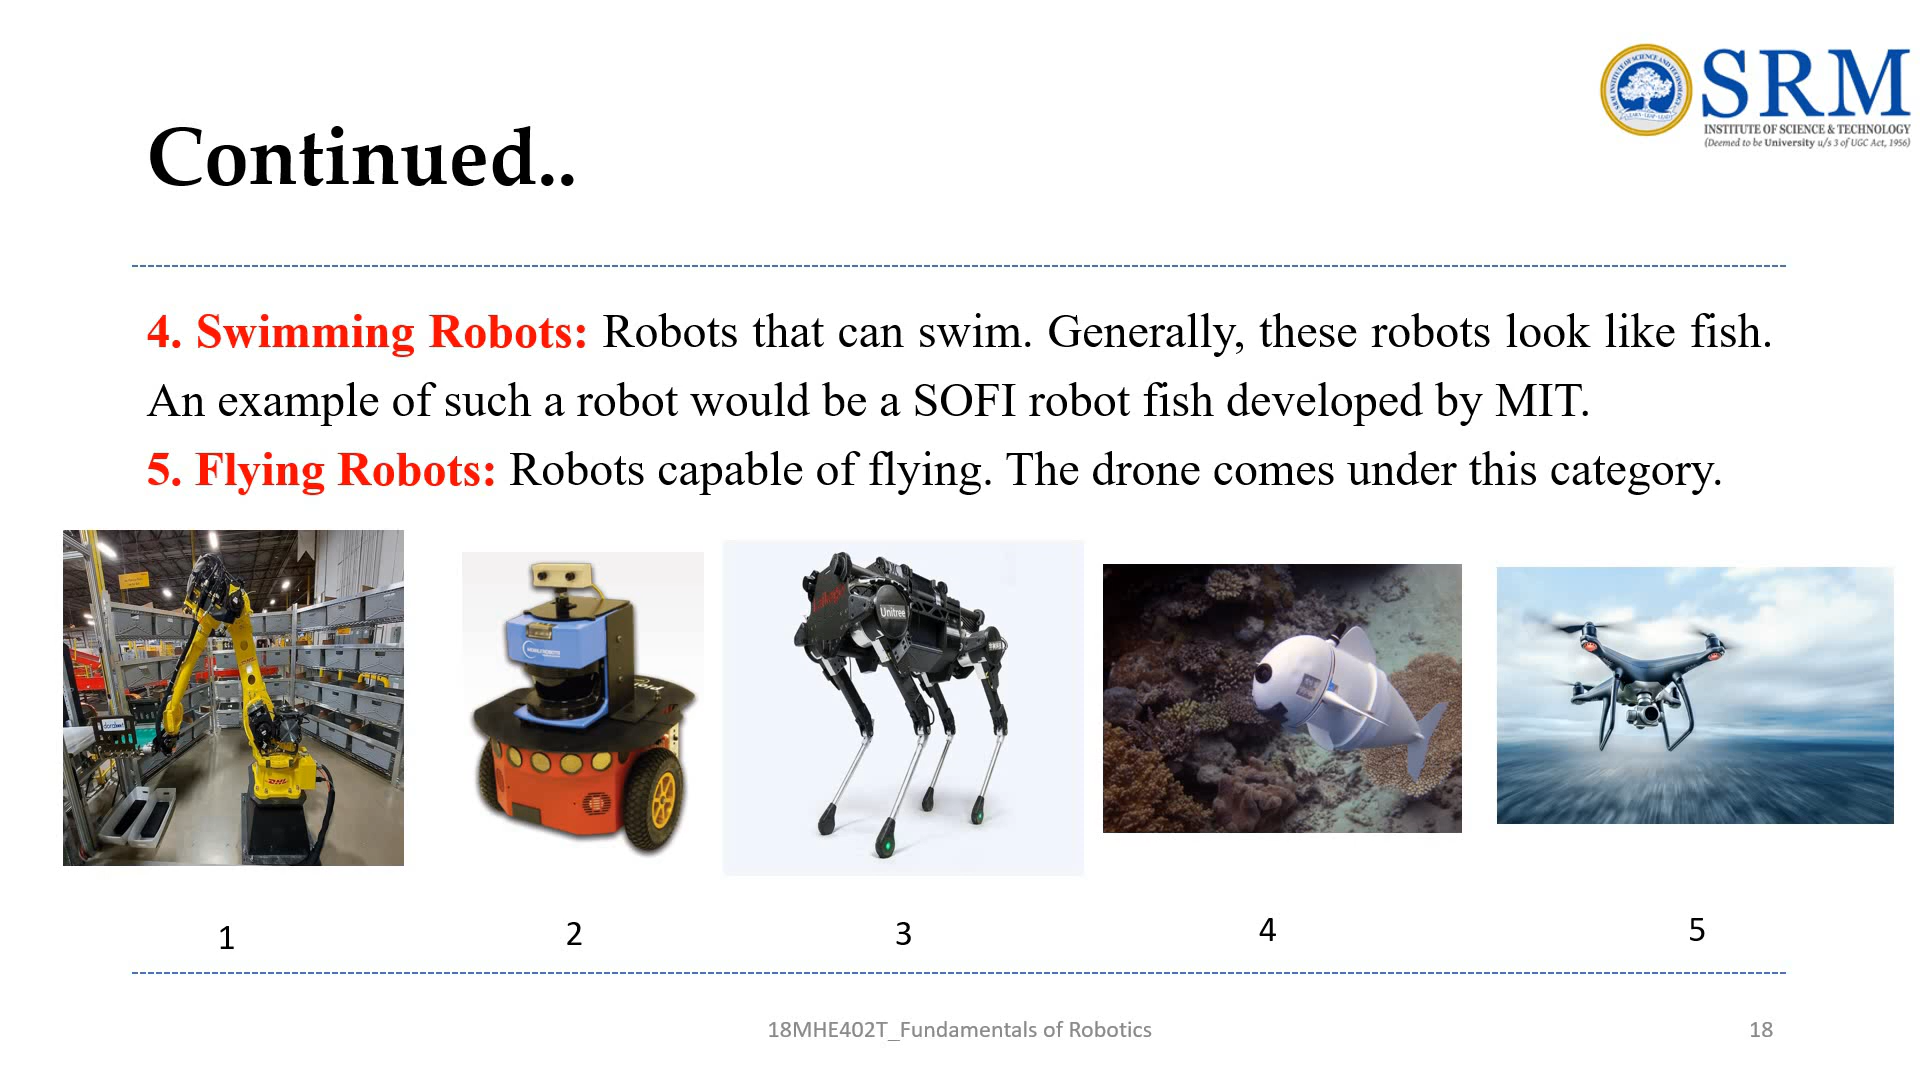 SRM
INSTITUTE OF SCIENCE & TECHNOLOGY
(Deemed to be University u/s 3 of UGC Act, 1956)
Continued..
4. Swimming Robots: Robots that can swim. Generally, these robots look like fish.
An example of such a robot would be a SOFI robot fish developed by MIT.
5. Flying Robots: Robots capable of flying. The drone comes under this category.
DHL
Unitree
1
2
3
4
5
18MHE402T_Fundamentals of Robotics
18